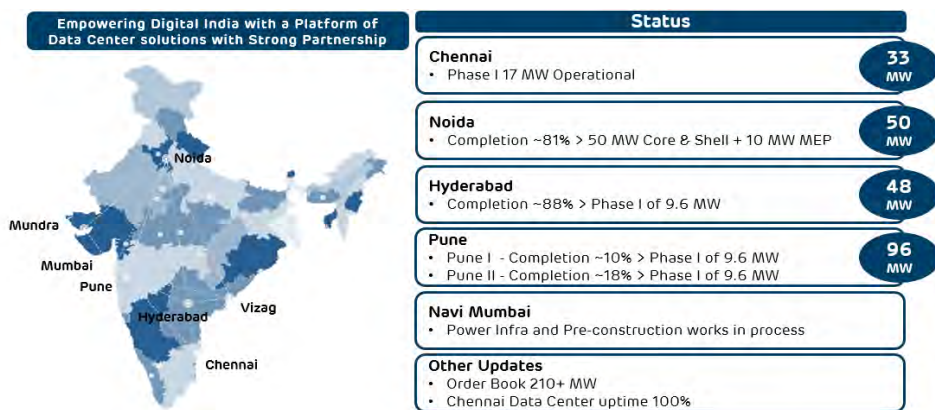 Empowering Digital India with a Platform of
Data Center solutions with Strong Partnership
Noida
Mundra
Mumbai
Pune
Hyderabad
Vizag
Chennai
Status
Chennai
• Phase I 17 MW Operational
33
MW
Noida
• Completion ~81% > 50 MW Core & Shell + 10 MW MEP
50
MW
Hyderabad
• Completion ~88% > Phase I of 9.6 MW
48
MW
Pune
• Pune I - Completion ~10% > Phase I of 9.6 MW
• Pune II - Completion ~18% > Phase I of 9.6 MW
96
MW
Navi Mumbai
• Power Infra and Pre-construction works in process
Other Updates
• Order Book 210+ MW
• Chennai Data Center uptime 100%